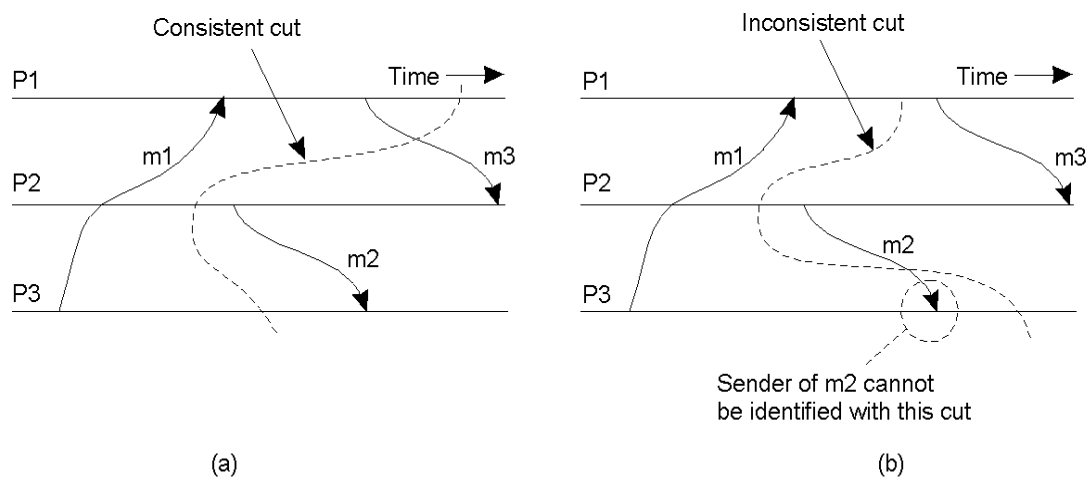 Consistent cut
Time
P1
m1
m3
P2
m2
P3
(a)
Inconsistent cut
Time
P1
m1
m3
P2
m2
P3
Sender of m2 cannot
be identified with this cut
(b)